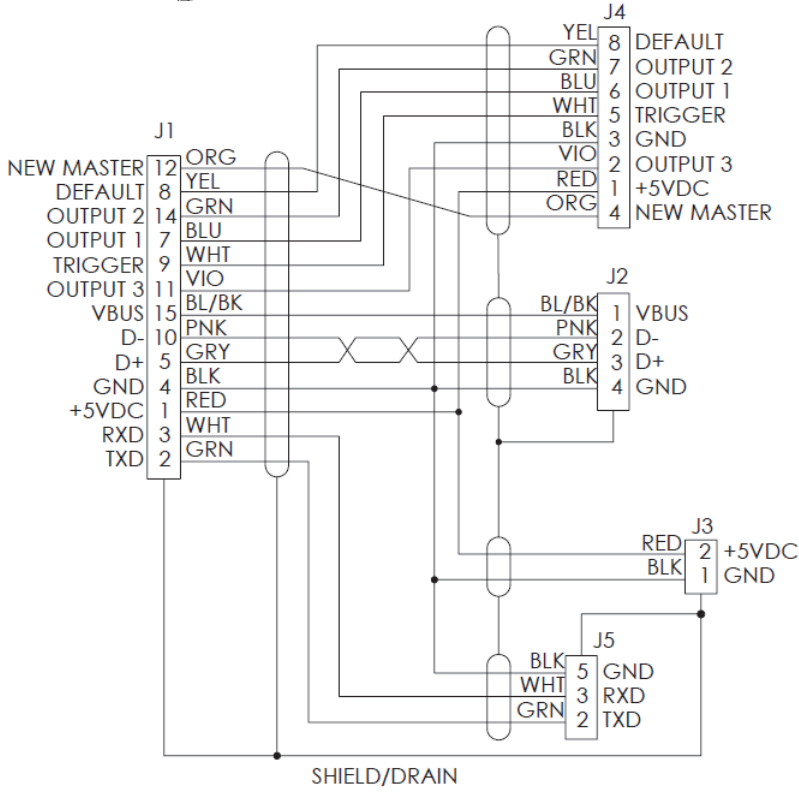 J4
YEL 8 DEFAULT
GRN 7 OUTPUT 2
BLU 6 OUTPUT 1
WHT 5 TRIGGER
BLK 3 GND
VIO 2 OUTPUT 3
RED 1 +5VDC
ORG 4 NEW MASTER
J1
NEW MASTER 12 ORG
DEFAULT 8 YEL
OUTPUT 2 14 GRN
OUTPUT 1 7 BLU
TRIGGER 9 WHT
OUTPUT 3 11 VIO
VBUS 15 BL/BK
D- 10 PNK
D+ 5 GRY
GND 4 BLK
+5VDC 1 RED
RXD 3 WHT
TXD 2 GRN
J2
BL/BK 1 VBUS
PNK 2 D-
GRY 3 D+
BLK 4 GND
J3
RED 2 +5VDC
BLK 1 GND
J5
BLK 5 GND
WHT 3 RXD
GRN 2 TXD
SHIELD/DRAIN